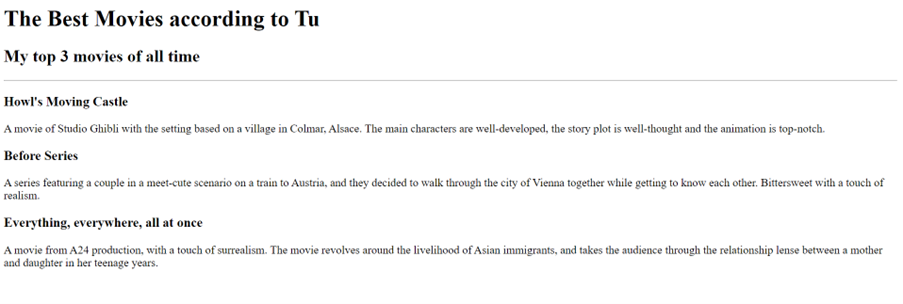 The Best Movies according to Tu
My top 3 movies of all time
Howl's Moving Castle
A movie of Studio Ghibli with the setting based on a village in Colmar, Alsace. The main characters are well-developed, the story plot is well-thought and the animation is top-notch.
Before Series
A series featuring a couple in a meet-cute scenario on a train to Austria, and they decided to walk through the city of Vienna together while getting to know each other. Bittersweet with a touch of
realism.
Everything, everywhere, all at once
A movie from A24 production, with a touch of surrealism. The movie revolves around the livelihood of Asian immigrants, and takes the audience through the relationship lense between a mother
and daughter in her teenage years.